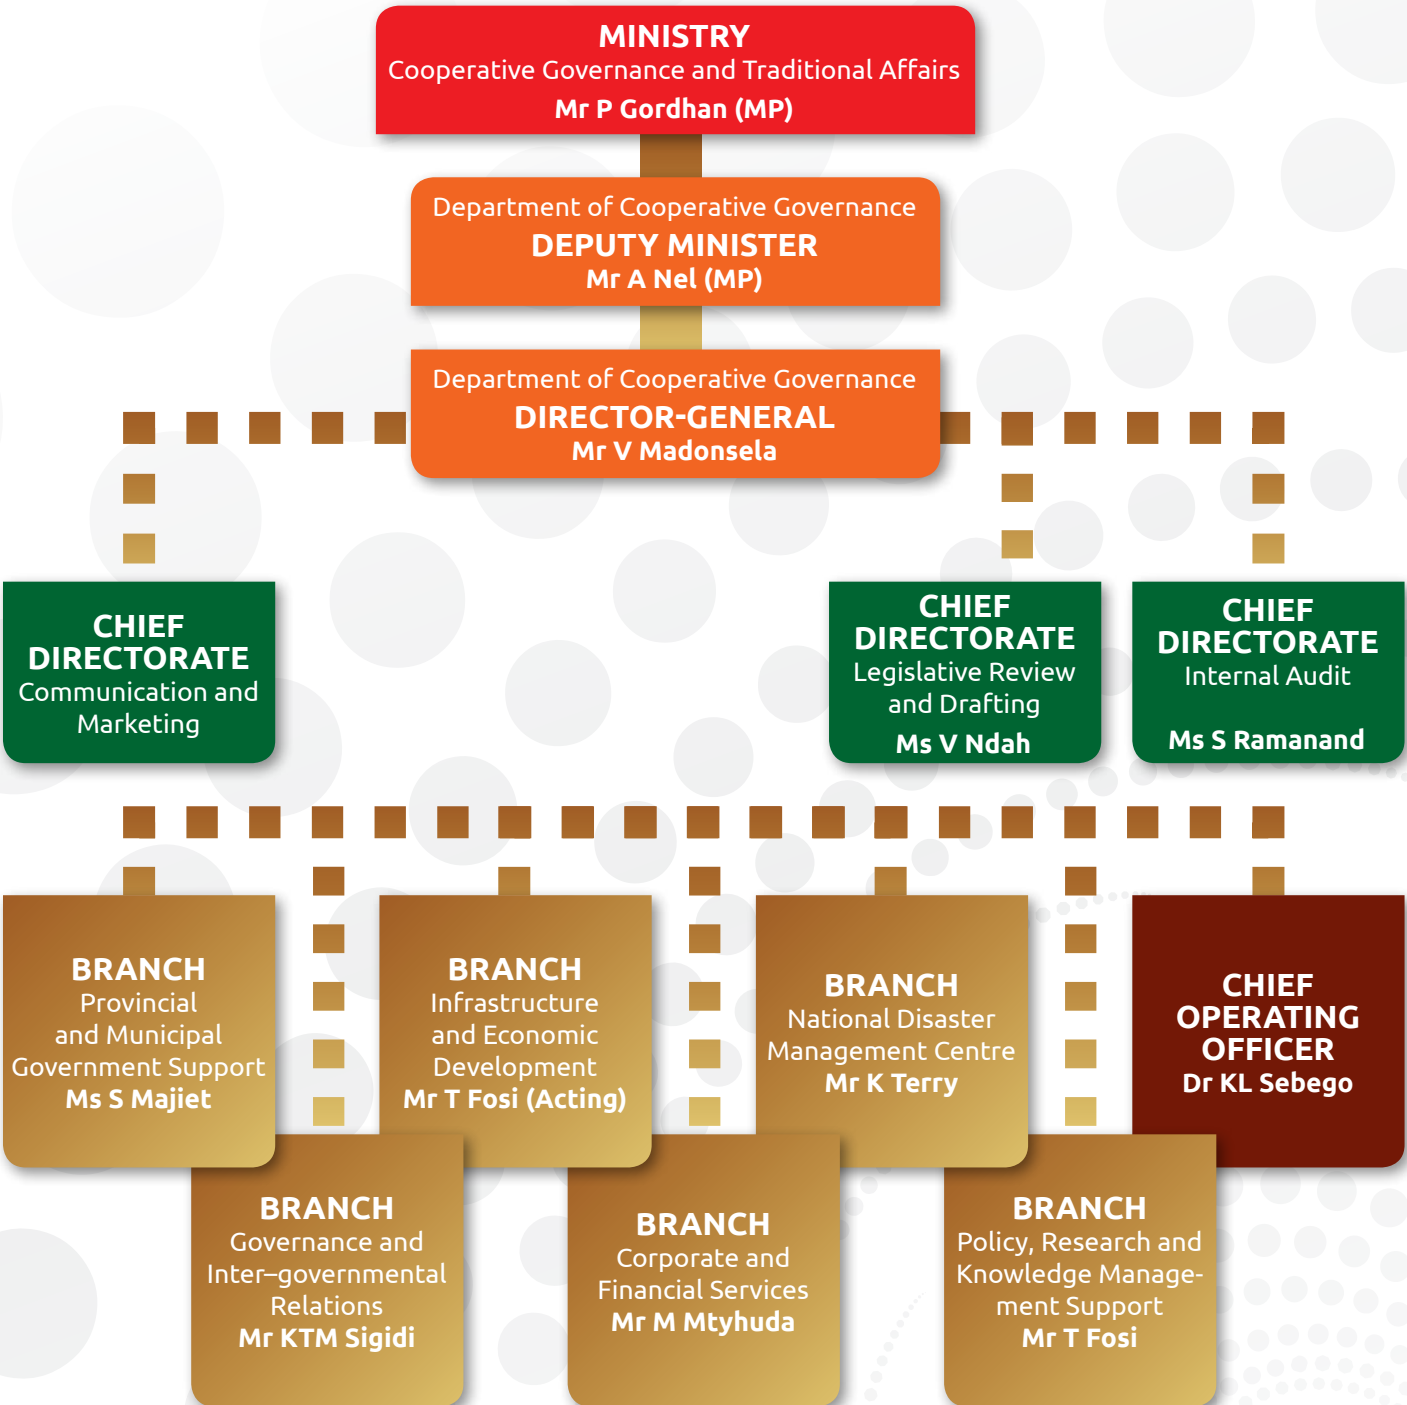 MINISTRY
Cooperative Governance and Traditional Affairs
Mr P Gordhan (MP)
Department of Cooperative Governance
DEPUTY MINISTER
Mr A Nel (MP)
Department of Cooperative Governance
DIRECTOR-GENERAL
Mr V Madonsela
CHIEF
DIRECTORATE
Communication and
Marketing
CHIEF
DIRECTORATE
Legislative Review
and Drafting
Ms V Ndah
CHIEF
DIRECTORATE
Internal Audit
Ms S Ramanand
BRANCH
Provincial
and Municipal
Government Support
Ms S Majiet
BRANCH
Infrastructure
and Economic
Development
Mr T Fosi (Acting)
BRANCH
National Disaster
Management Centre
Mr K Terry
CHIEF
OPERATING
OFFICER
Dr KL Sebego
BRANCH
Governance and
Inter–governmental
Relations
Mr KTM Sigidi
BRANCH
Corporate and
Financial Services
Mr M Mtyhuda
BRANCH
Policy, Research and
Knowledge Manage-
ment Support
Mr T Fosi